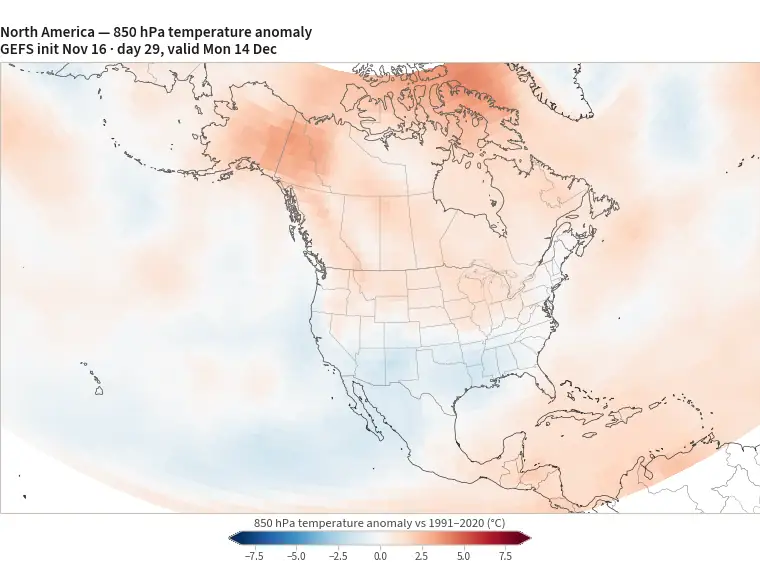 North America — 850 hPa temperature anomaly
GEFS init Nov 16 · day 29, valid Mon 14 Dec
850 hPa temperature anomaly vs 1991–2020 (°C)
−7.5 −5.0 −2.5 0.0 2.5 5.0 7.5